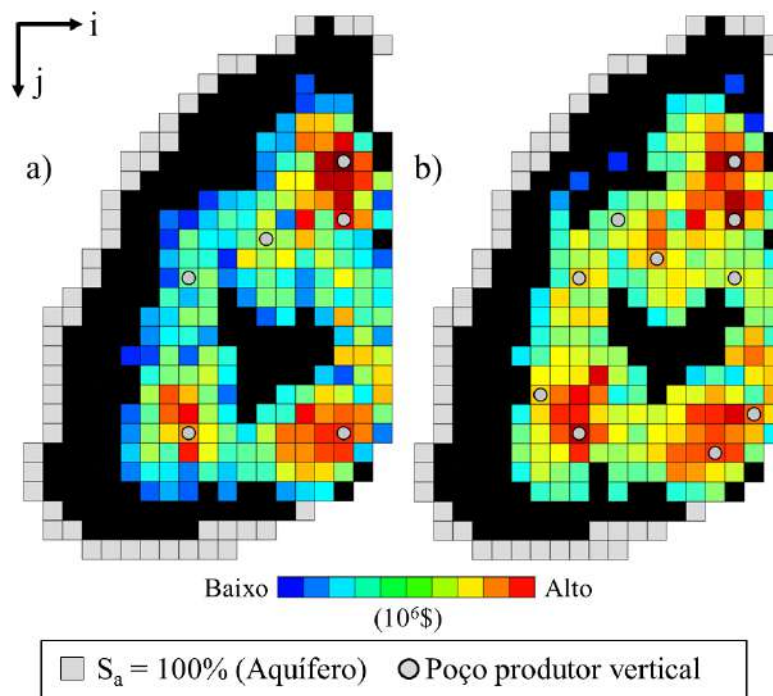 i
j
a)
b)
Baixo
Alto
(10⁶$)
Sₐ = 100% (Aquífero)
Poço produtor vertical